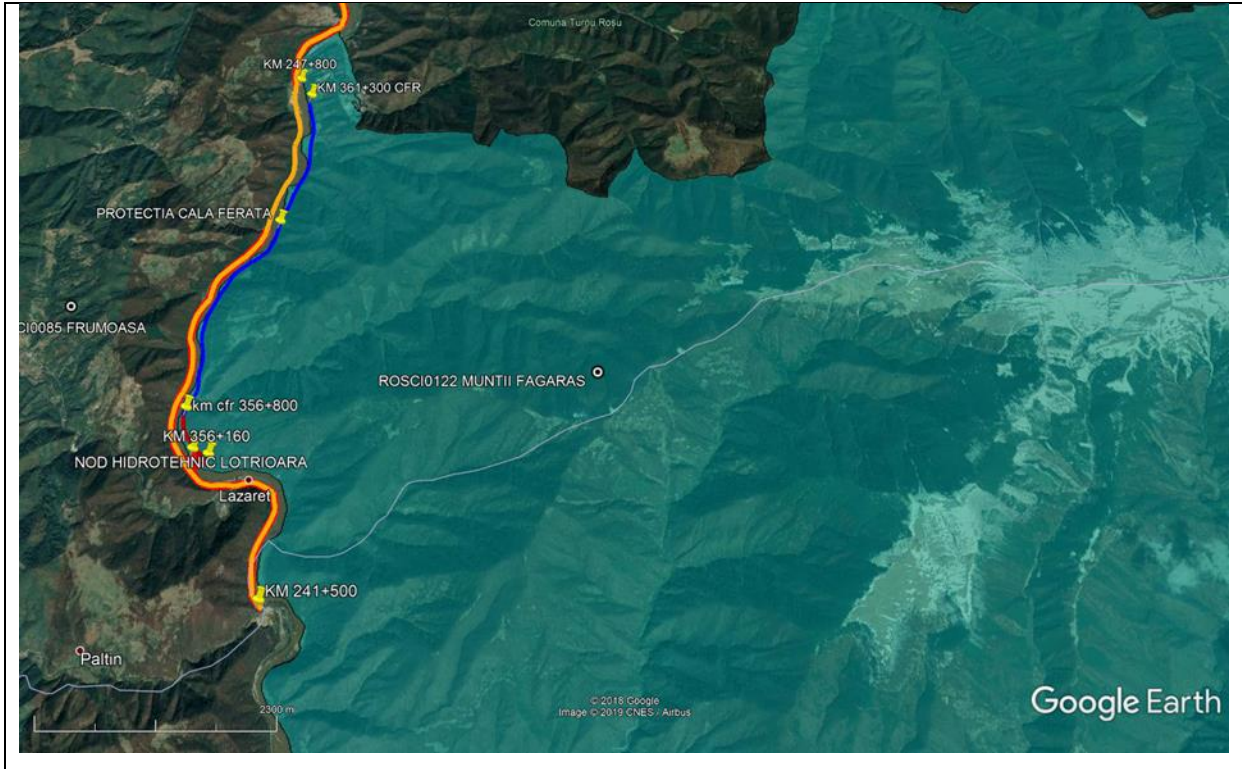 Comuna Turnu Roșu
KM 247+800
KM 361+300 CFR
PROTECTIA CALA FERATA
CI0085 FRUMOASA
ROSCI0122 MUNTII FAGARAS
km cfr 356+800
KM 356+160
NOD HIDROTEHNIC LOTRIOARA
Lazaret
KM 241+500
Paltin
2300 m
© 2018 Google
Image © 2019 CNES / Airbus
Google Earth